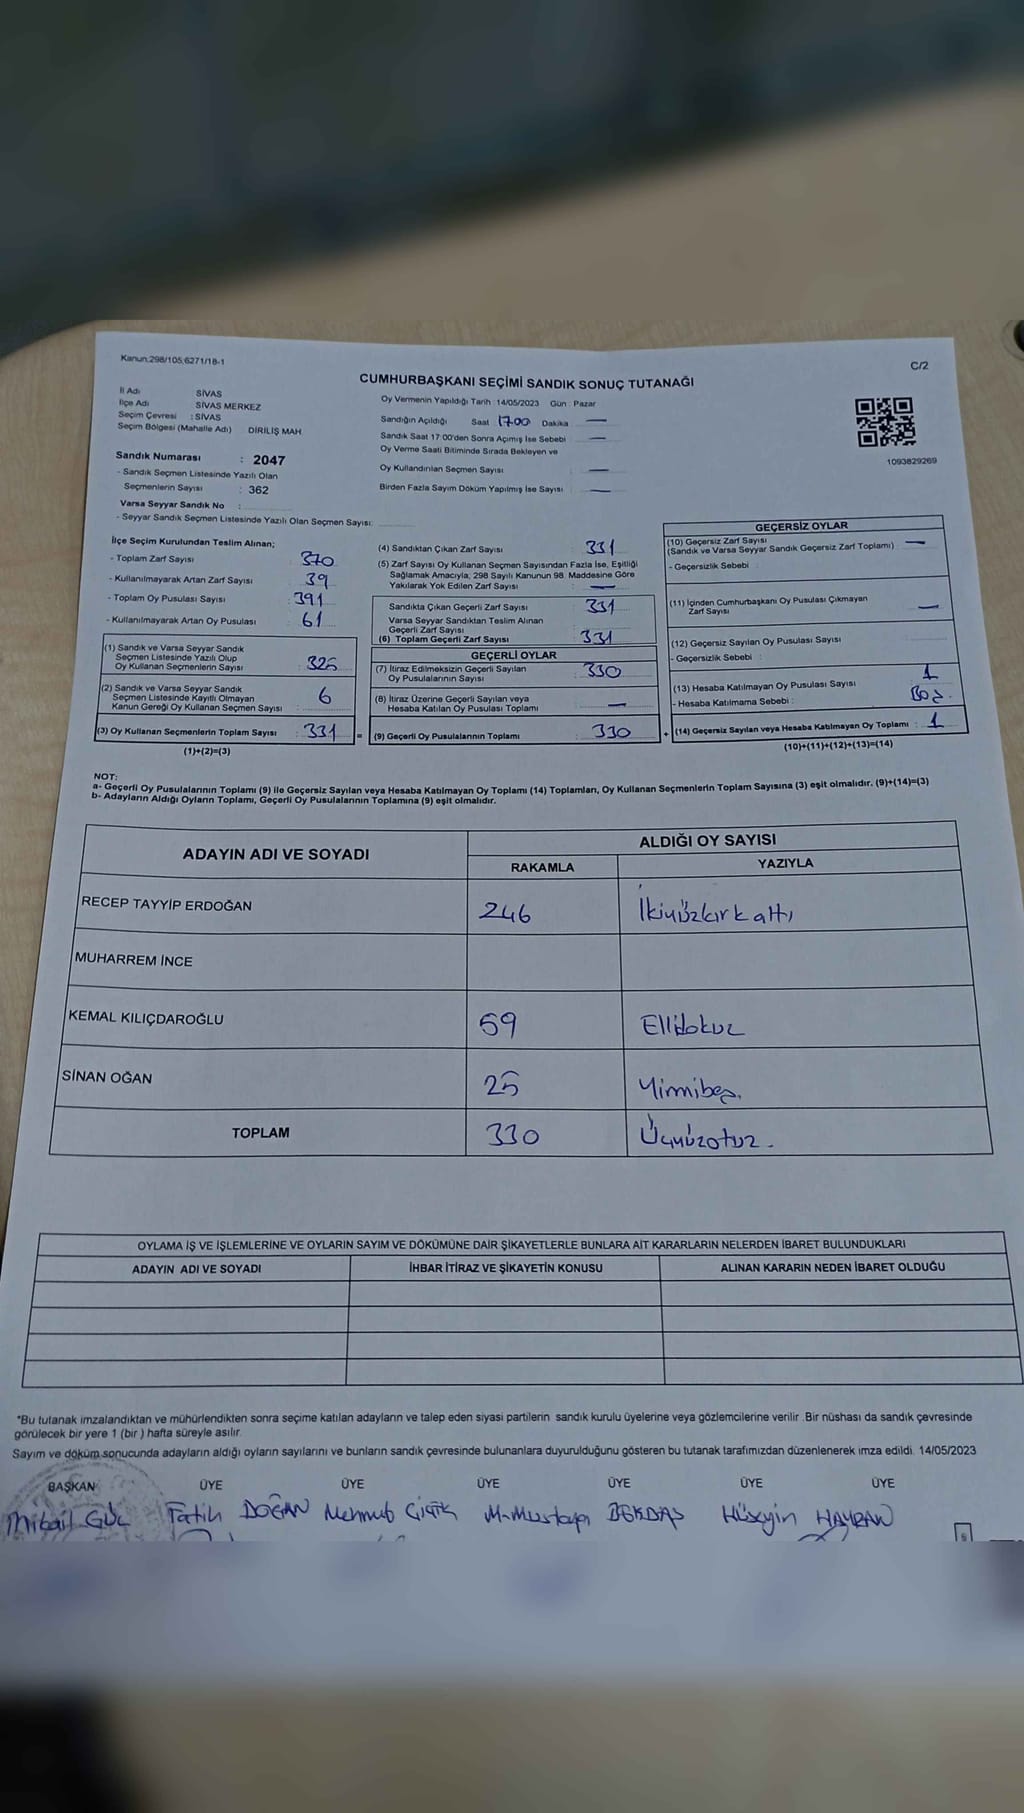 Kanun:298/105,6271/18-1
C/2
CUMHURBAŞKANI SEÇİMİ SANDIK SONUÇ TUTANAĞI
İl Adı SİVAS
İlçe Adı SİVAS MERKEZ
Seçim Çevresi : SİVAS
Seçim Bölgesi (Mahalle Adı) DİRİLİŞ MAH.
Sandık Numarası : 2047
- Sandık Seçmen Listesinde Yazılı Olan
Seçmenlerin Sayısı : 362
Varsa Seyyar Sandık No :
- Seyyar Sandık Seçmen Listesinde Yazılı Olan Seçmen Sayısı:
Oy Vermenin Yapıldığı Tarih : 14/05/2023 Gün : Pazar
Sandığın Açıldığı Saat 17.00 Dakika —
Sandık Saat 17:00'den Sonra Açımış İse Sebebi —
Oy Verme Saati Bitiminde Sırada Bekleyen ve
Oy Kullandırılan Seçmen Sayısı —
Birden Fazla Sayım Döküm Yapılmış İse Sayısı : —
1093829269
İlçe Seçim Kurulundan Teslim Alınan;
- Toplam Zarf Sayısı : 370
- Kullanılmayarak Artan Zarf Sayısı : 39
- Toplam Oy Pusulası Sayısı : 391
- Kullanılmayarak Artan Oy Pusulası : 61
(1) Sandık ve Varsa Seyyar Sandık
Seçmen Listesinde Yazılı Olup
Oy Kullanan Seçmenlerin Sayısı : 325
(2) Sandık ve Varsa Seyyar Sandık
Seçmen Listesinde Kayıtlı Olmayan
Kanun Gereği Oy Kullanan Seçmen Sayısı : 6
(3) Oy Kullanan Seçmenlerin Toplam Sayısı : 331 =
(1)+(2)=(3)
(4) Sandıktan Çıkan Zarf Sayısı : 331
(5) Zarf Sayısı Oy Kullanan Seçmen Sayısından Fazla İse, Eşitliği
Sağlamak Amacıyla, 298 Sayılı Kanunun 98. Maddesine Göre
Yakılarak Yok Edilen Zarf Sayısı : —
Sandıkta Çıkan Geçerli Zarf Sayısı : 331
Varsa Seyyar Sandıktan Teslim Alınan
Geçerli Zarf Sayısı
(6) Toplam Geçerli Zarf Sayısı : 331
GEÇERLİ OYLAR
(7) İtiraz Edilmeksizin Geçerli Sayılan
Oy Pusulalarının Sayısı : 330
(8) İtiraz Üzerine Geçerli Sayılan veya
Hesaba Katılan Oy Pusulası Toplamı : —
(9) Geçerli Oy Pusulalarının Toplamı : 330 +
GEÇERSİZ OYLAR
(10) Geçersiz Zarf Sayısı
(Sandık ve Varsa Seyyar Sandık Geçersiz Zarf Toplamı) : —
- Geçersizlik Sebebi :
(11) İçinden Cumhurbaşkanı Oy Pusulası Çıkmayan
Zarf Sayısı : —
(12) Geçersiz Sayılan Oy Pusulası Sayısı
- Geçersizlik Sebebi :
(13) Hesaba Katılmayan Oy Pusulası Sayısı : 1
- Hesaba Katılmama Sebebi : Boş.
(14) Geçersiz Sayılan veya Hesaba Katılmayan Oy Toplamı : 1
(10)+(11)+(12)+(13)=(14)
NOT:
a- Geçerli Oy Pusulalarının Toplamı (9) ile Geçersiz Sayılan veya Hesaba Katılmayan Oy Toplamı (14) Toplamları, Oy Kullanan Seçmenlerin Toplam Sayısına (3) eşit olmalıdır. (9)+(14)=(3)
b- Adayların Aldığı Oyların Toplamı, Geçerli Oy Pusulalarının Toplamına (9) eşit olmalıdır.
ADAYIN ADI VE SOYADI ALDIĞI OY SAYISI
RAKAMLA YAZIYLA
RECEP TAYYİP ERDOĞAN 246 İkiyüzkırkaltı
MUHARREM İNCE
KEMAL KILIÇDAROĞLU 59 Ellidokuz
SİNAN OĞAN 25 Yirmibeş.
TOPLAM 330 Üçyüzotuz.
OYLAMA İŞ VE İŞLEMLERİNE VE OYLARIN SAYIM VE DÖKÜMÜNE DAİR ŞİKAYETLERLE BUNLARA AİT KARARLARIN NELERDEN İBARET BULUNDUKLARI
ADAYIN ADI VE SOYADI İHBAR İTİRAZ VE ŞİKAYETİN KONUSU ALINAN KARARIN NEDEN İBARET OLDUĞU
*Bu tutanak imzalandıktan ve mühürlendikten sonra seçime katılan adayların ve talep eden siyasi partilerin sandık kurulu üyelerine veya gözlemcilerine verilir .Bir nüshası da sandık çevresinde
görülecek bir yere 1 (bir ) hafta süreyle asılır.
Sayım ve döküm sonucunda adayların aldığı oyların sayılarını ve bunların sandık çevresinde bulunanlara duyurulduğunu gösteren bu tutanak tarafımızdan düzenlenerek imza edildi. 14/05/2023
BAŞKAN ÜYE ÜYE ÜYE ÜYE ÜYE ÜYE
Mikail GÜL Fatih DOĞAN Mehmet Çiçik M.Mustafa BEKDAŞ Hüseyin HAYRAN